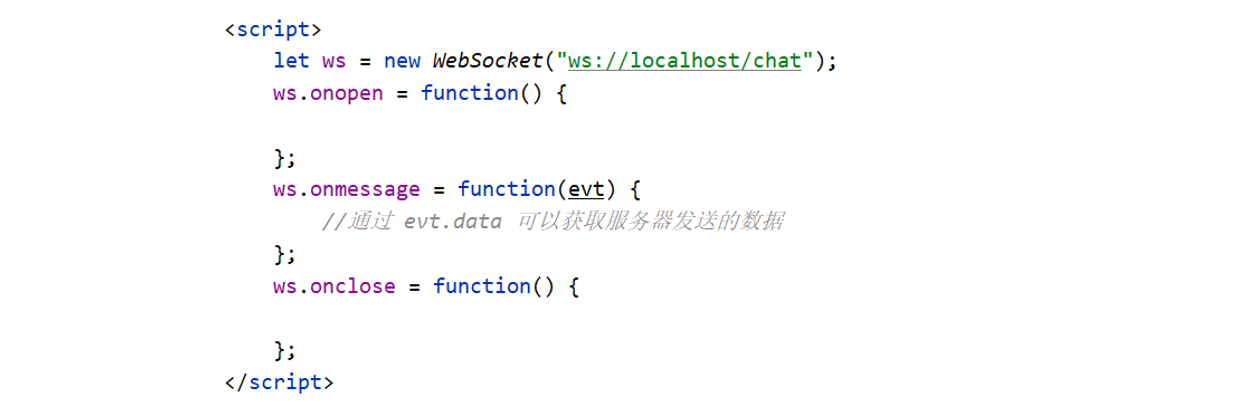 <script>
let ws = new WebSocket("ws://localhost/chat");
ws.onopen = function() {
};
ws.onmessage = function(evt) {
//通过 evt.data 可以获取服务器发送的数据
};
ws.onclose = function() {
};
</script>